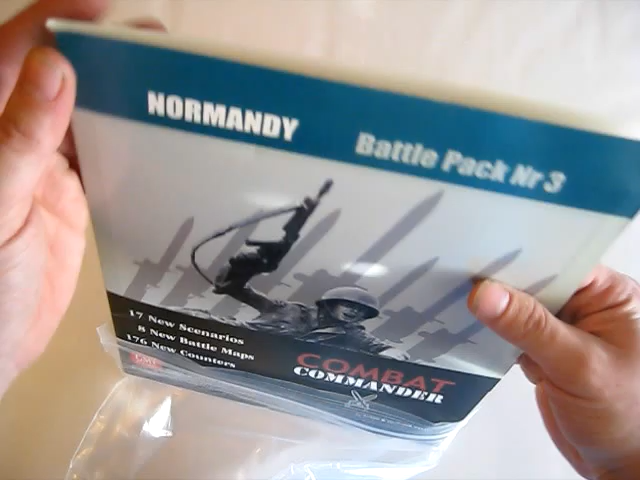 NORMANDY
Battle Pack Nr 3
17 New Scenarios
8 New Battle Maps
176 New Counters
COMBAT
COMMANDER